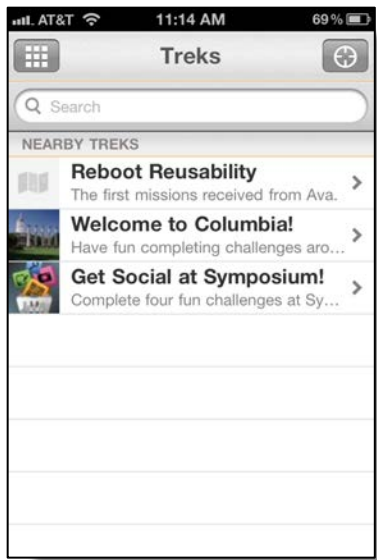 AT&T 11:14 AM 69%
Treks
Search
NEARBY TREKS
Reboot Reusability
The first missions received from Ava.
Welcome to Columbia!
Have fun completing challenges aro...
Get Social at Symposium!
Complete four fun challenges at Sy...